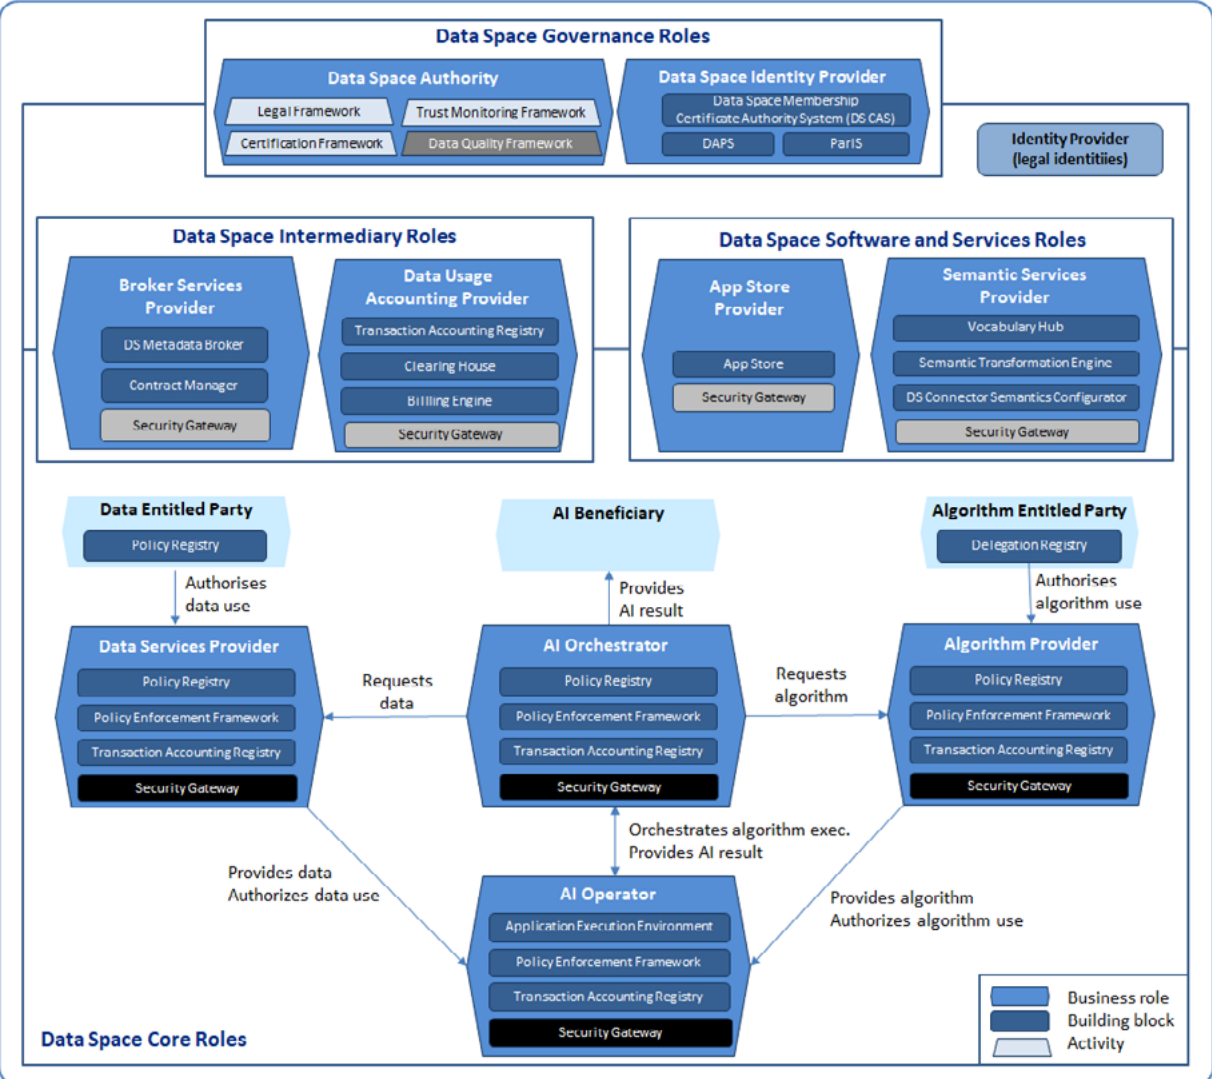 Data Space Governance Roles
Data Space Authority
Legal Framework
Trust Monitoring Framework
Certification Framework
Data Quality Framework
Data Space Identity Provider
Data Space Membership
Certificate Authority System (DS CAS)
DAPS
ParIS
Identity Provider
(legal identitiies)
Data Space Intermediary Roles
Broker Services
Provider
DS Metadata Broker
Contract Manager
Security Gateway
Data Usage
Accounting Provider
Transaction Accounting Registry
Clearing House
Billling Engine
Security Gateway
Data Space Software and Services Roles
App Store
Provider
App Store
Security Gateway
Semantic Services
Provider
Vocabulary Hub
Semantic Transformation Engine
DS Connector Semantics Configurator
Security Gateway
Data Entitled Party
Policy Registry
AI Beneficiary
Algorithm Entitled Party
Delegation Registry
Authorises
data use
Provides
AI result
Authorises
algorithm use
Data Services Provider
Policy Registry
Policy Enforcement Framework
Transaction Accounting Registry
Security Gateway
Requests
data
AI Orchestrator
Policy Registry
Policy Enforcement Framework
Transaction Accounting Registry
Security Gateway
Requests
algorithm
Algorithm Provider
Policy Registry
Policy Enforcement Framework
Transaction Accounting Registry
Security Gateway
Orchestrates algorithm exec.
Provides AI result
Provides data
Authorizes data use
Provides algorithm
Authorizes algorithm use
AI Operator
Application Execution Environment
Policy Enforcement Framework
Transaction Accounting Registry
Security Gateway
Data Space Core Roles
Business role
Building block
Activity